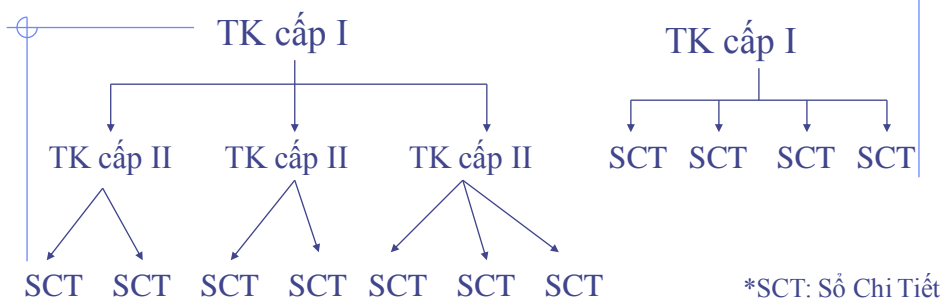 TK cấp I
TK cấp I
TK cấp II TK cấp II TK cấp II
SCT SCT SCT SCT
SCT SCT SCT SCT SCT SCT SCT
*SCT: Sổ Chi Tiết